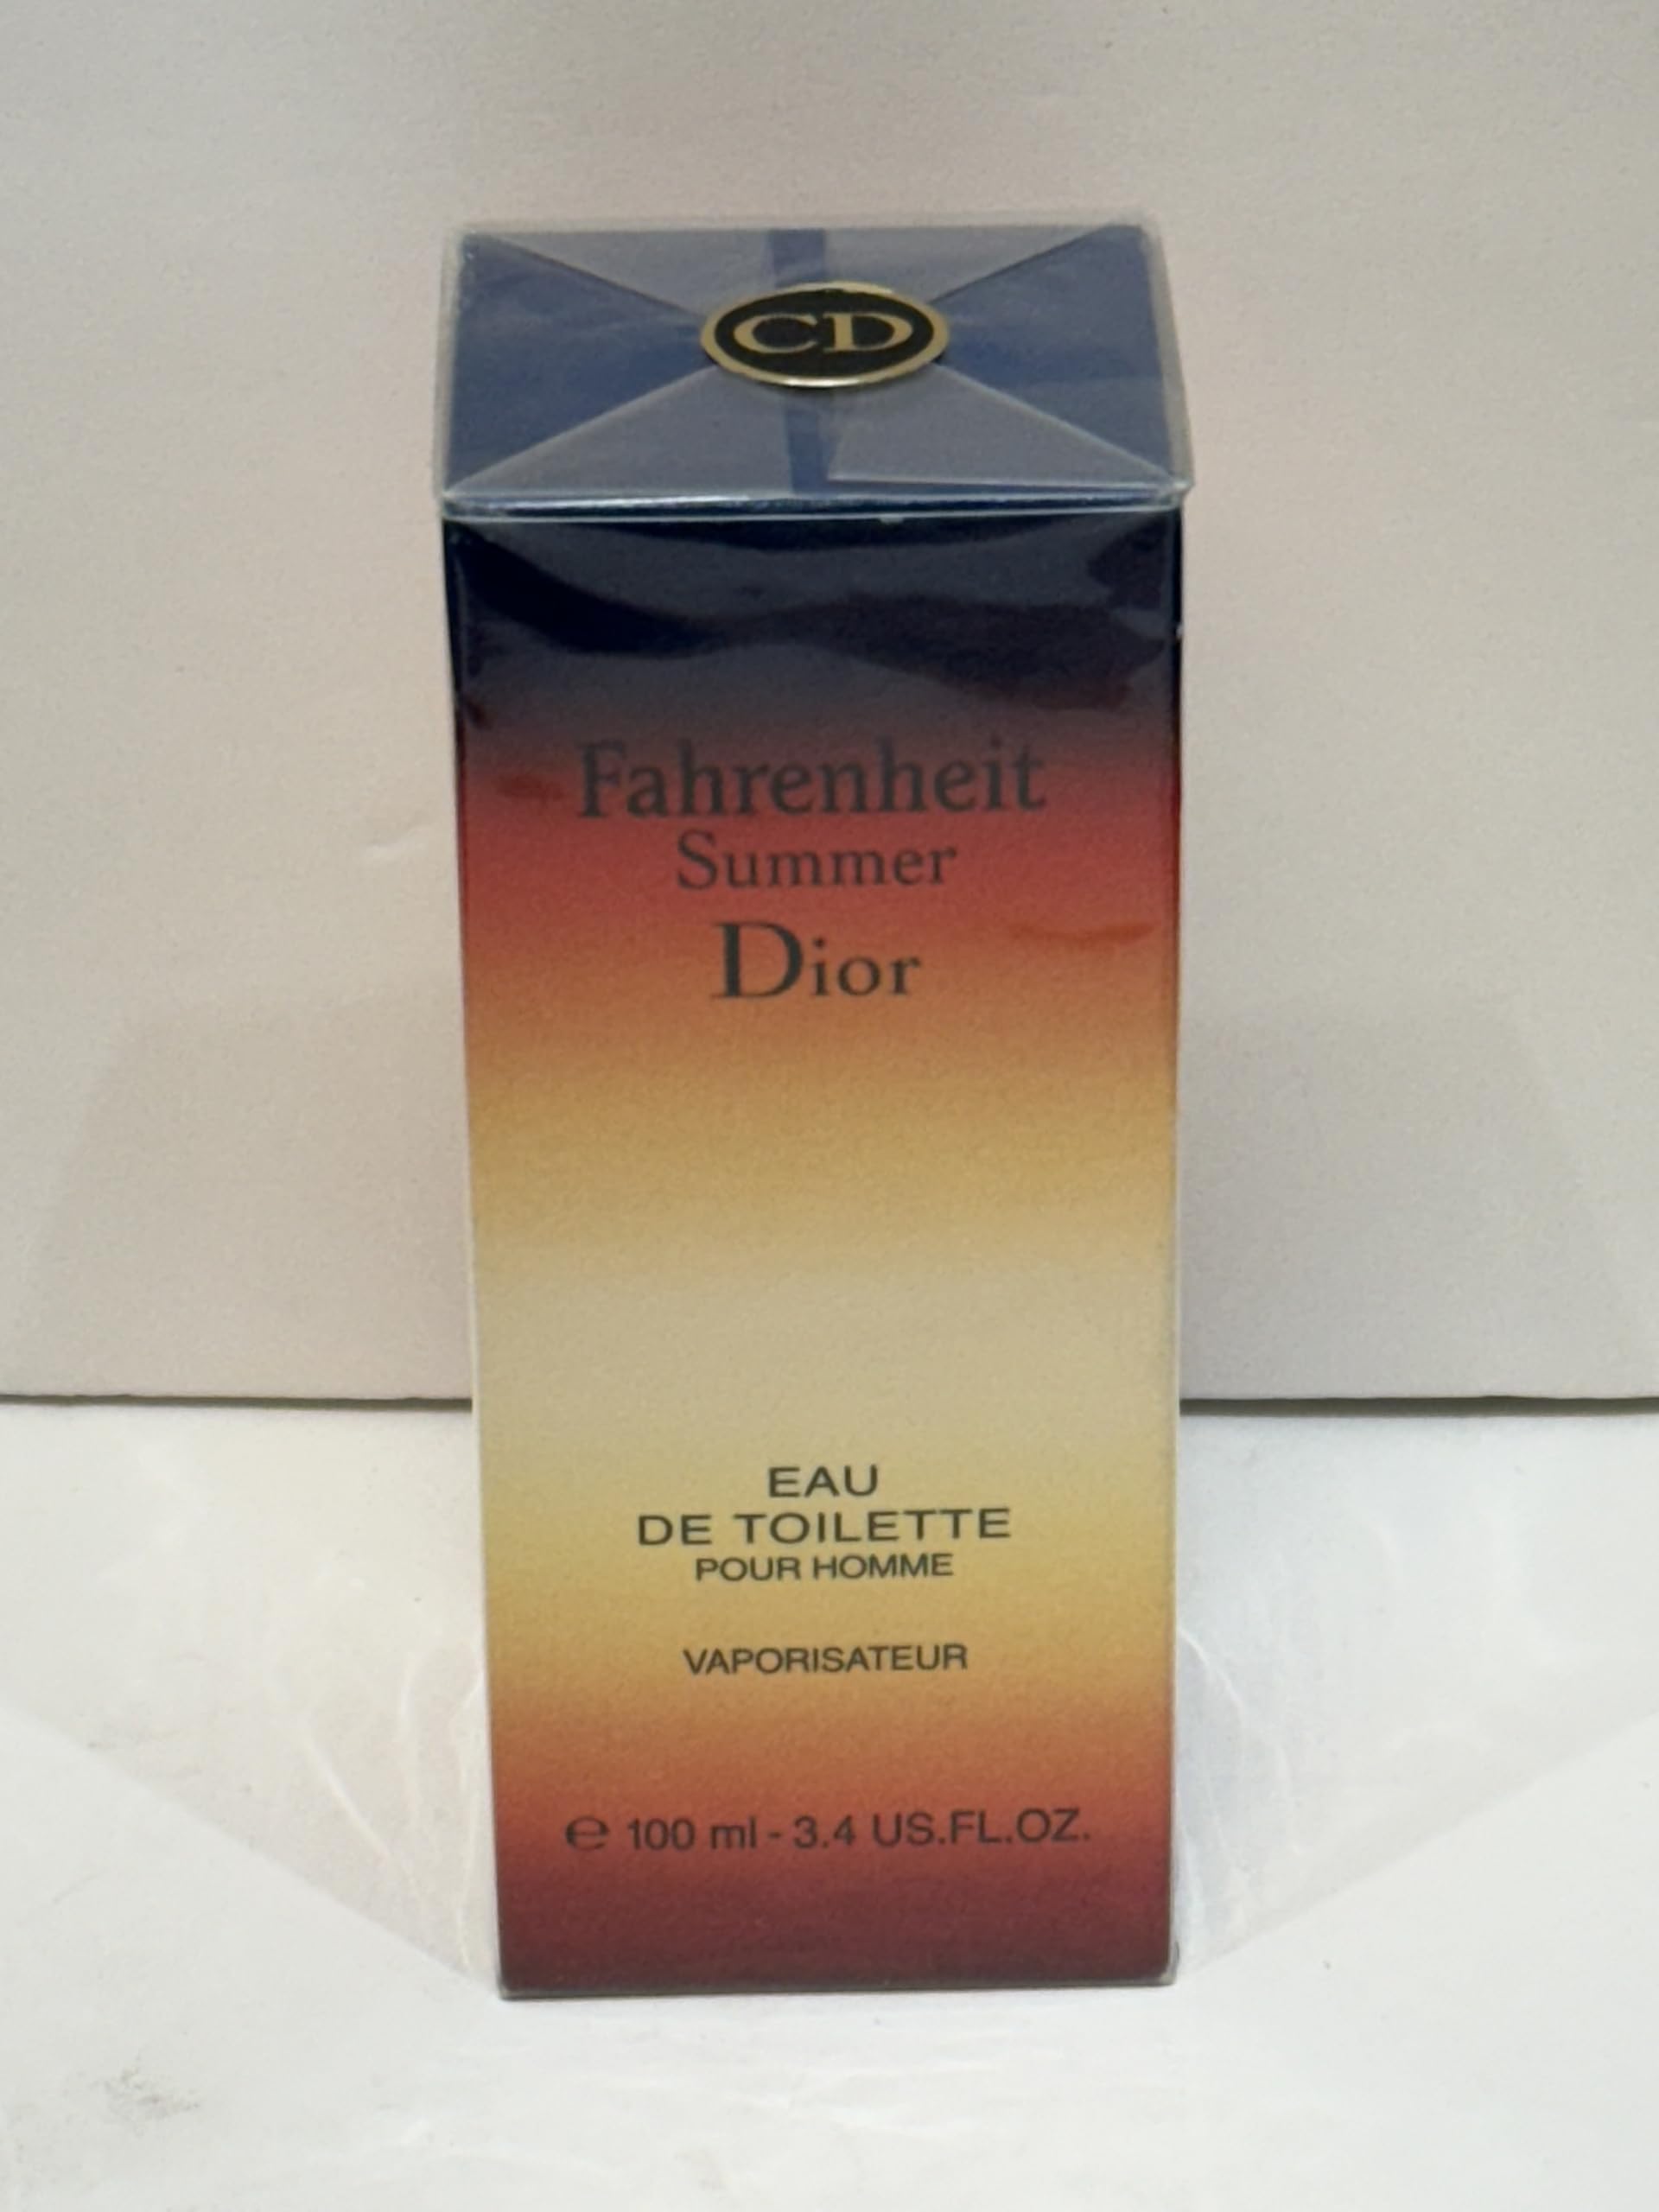 CD
Fahrenheit
Summer
Dior
EAU
DE TOILETTE
POUR HOMME
VAPORISATEUR
℮ 100 ml - 3.4 US.FL.OZ.